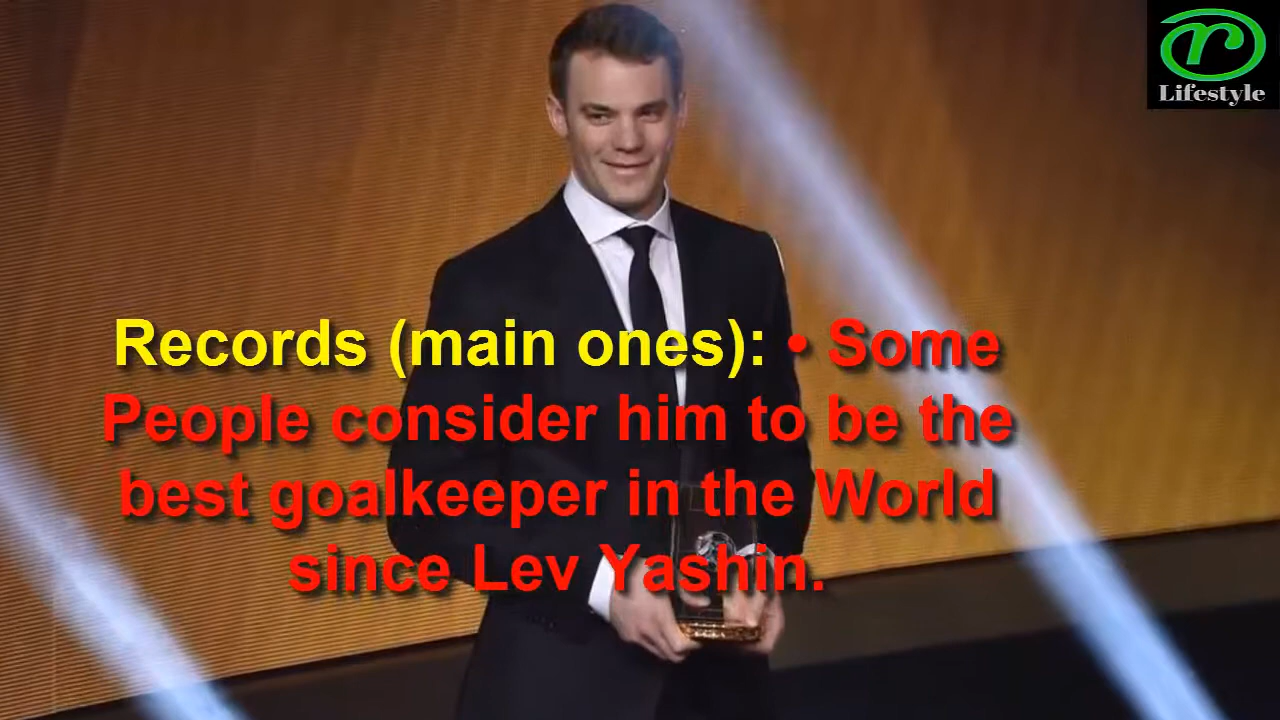 r
Lifestyle
Records (main ones): • Some
People consider him to be the
best goalkeeper in the World
since Lev Yashin.